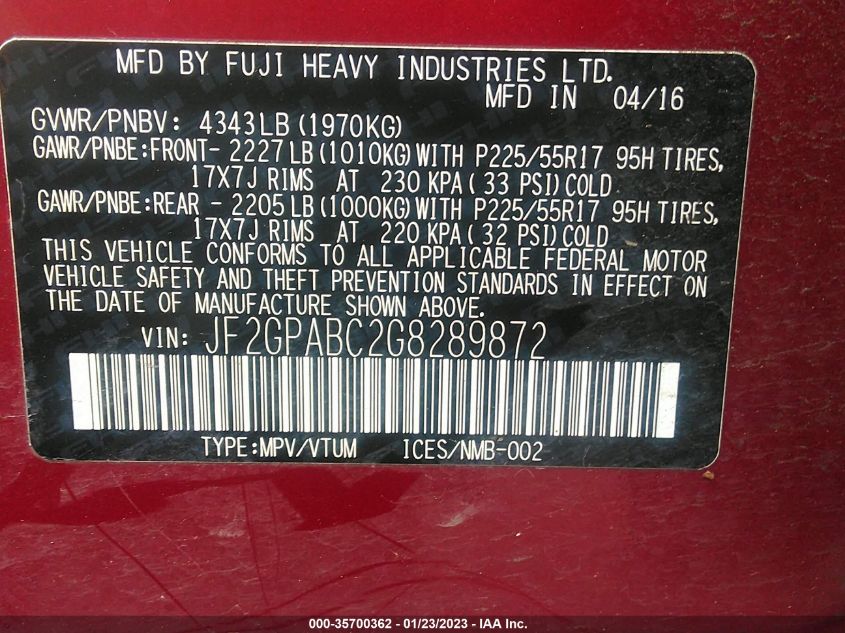 MFD BY FUJI HEAVY INDUSTRIES LTD.
MFD IN 04/16
GVWR/PNBV: 4343LB (1970KG)
GAWR/PNBE:FRONT- 2227 LB (1010KG) WITH P225/55R17 95H TIRES,
17X7J RIMS AT 230 KPA ( 33 PSI) COLD
GAWR/PNBE:REAR - 2205 LB (1000KG) WITH P225/55R17 95H TIRES,
17X7J RIMS AT 220 KPA ( 32 PSI) COLD
THIS VEHICLE CONFORMS TO ALL APPLICABLE FEDERAL MOTOR
VEHICLE SAFETY AND THEFT PREVENTION STANDARDS IN EFFECT ON
THE DATE OF MANUFACTURE SHOWN ABOVE.
VIN: JF2GPABC2G8289872
TYPE:MPV/VTUM ICES/NMB-002
000-35700362 - 01/23/2023 - IAA Inc.